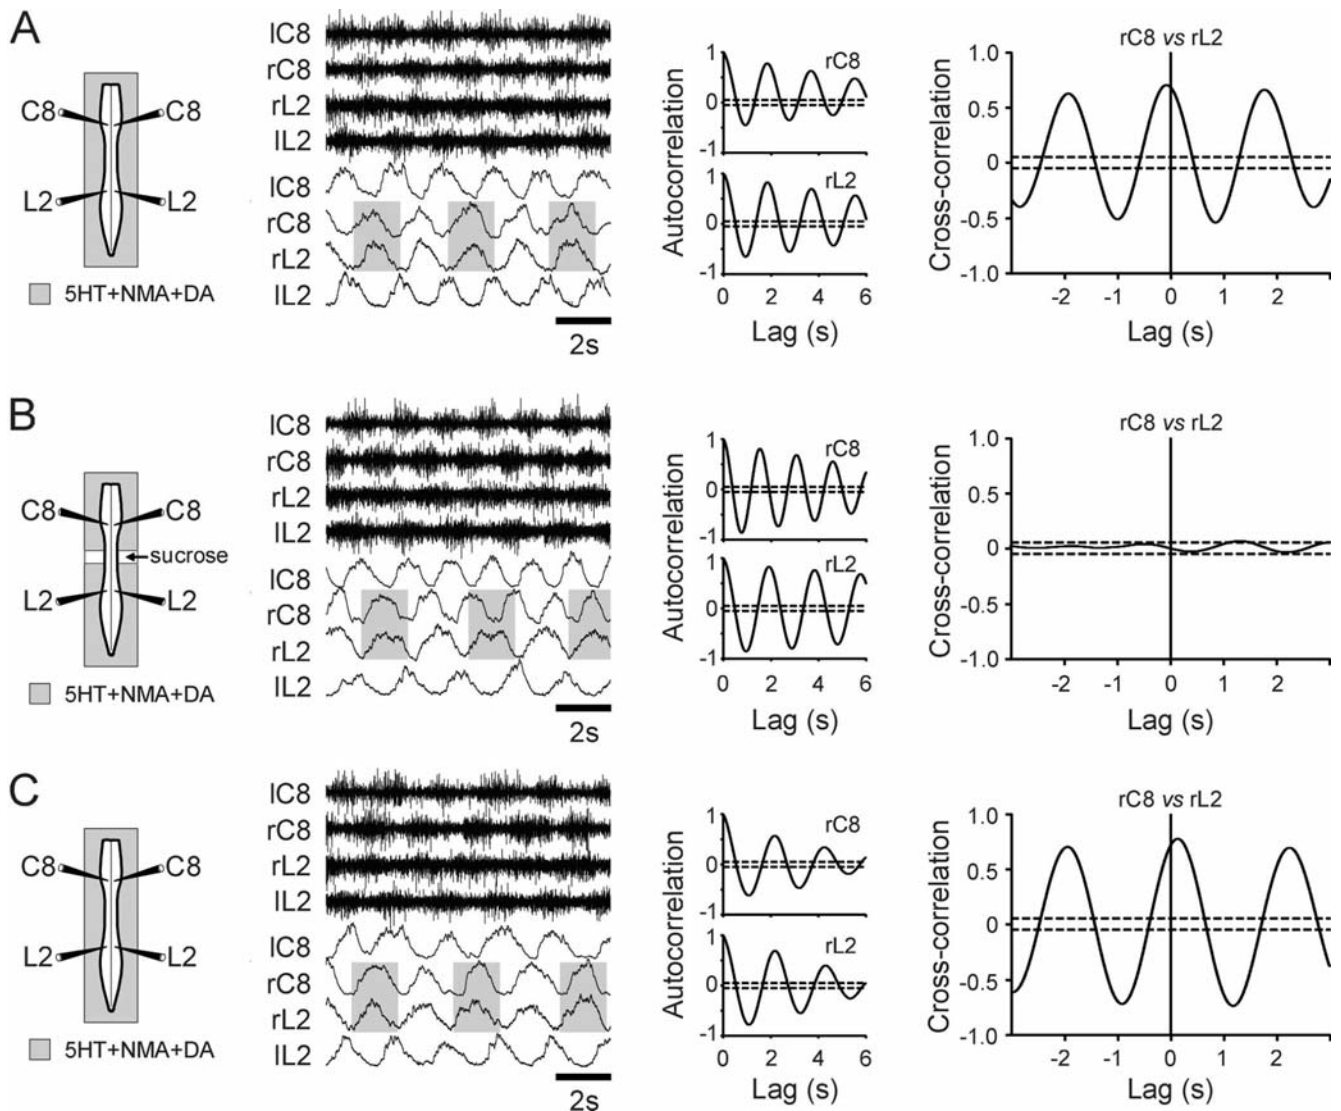 A
C8
C8
L2
L2
5HT+NMA+DA
lC8
rC8
rL2
lL2
lC8
rC8
rL2
lL2
2s
Autocorrelation
1
0
-1
rC8
1
0
-1
rL2
0 2 4 6
Lag (s)
rC8 vs rL2
Cross-correlation
1.0
0.5
0
-0.5
-1.0
-2 -1 0 1 2
Lag (s)
B
C8
C8
sucrose
L2
L2
5HT+NMA+DA
lC8
rC8
rL2
lL2
lC8
rC8
rL2
lL2
2s
Autocorrelation
1
0
-1
rC8
1
0
-1
rL2
0 2 4 6
Lag (s)
rC8 vs rL2
Cross-correlation
1.0
0.5
0
-0.5
-1.0
-2 -1 0 1 2
Lag (s)
C
C8
C8
L2
L2
5HT+NMA+DA
lC8
rC8
rL2
lL2
lC8
rC8
rL2
lL2
2s
Autocorrelation
1
0
-1
rC8
1
0
-1
rL2
0 2 4 6
Lag (s)
rC8 vs rL2
Cross-correlation
1.0
0.5
0
-0.5
-1.0
-2 -1 0 1 2
Lag (s)